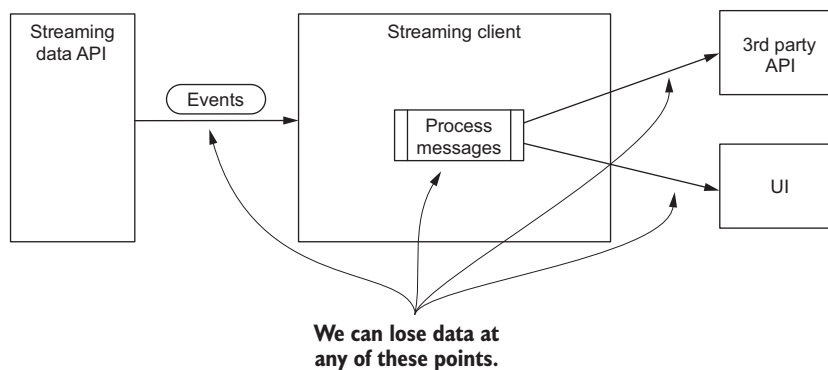 Streaming
data API
Events
Streaming client
Process
messages
3rd party
API
UI
We can lose data at
any of these points.